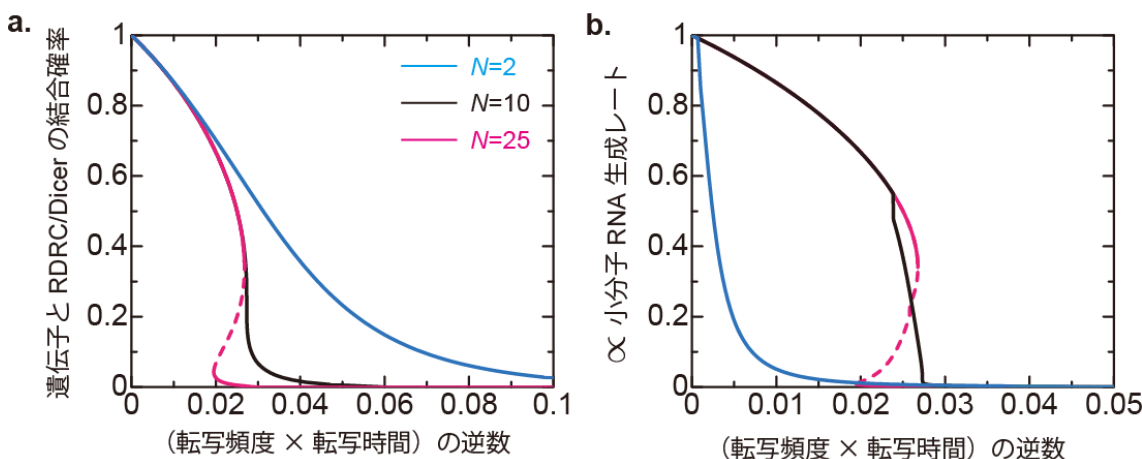 a.
遺伝子と RDRC/Dicer の結合確率
1
0.8
0.6
0.4
0.2
0
N=2
N=10
N=25
0 0.02 0.04 0.06 0.08 0.1
（転写頻度 × 転写時間）の逆数
b.
∝ 小分子 RNA 生成レート
1
0.8
0.6
0.4
0.2
0
0 0.01 0.02 0.03 0.04 0.05
（転写頻度 × 転写時間）の逆数